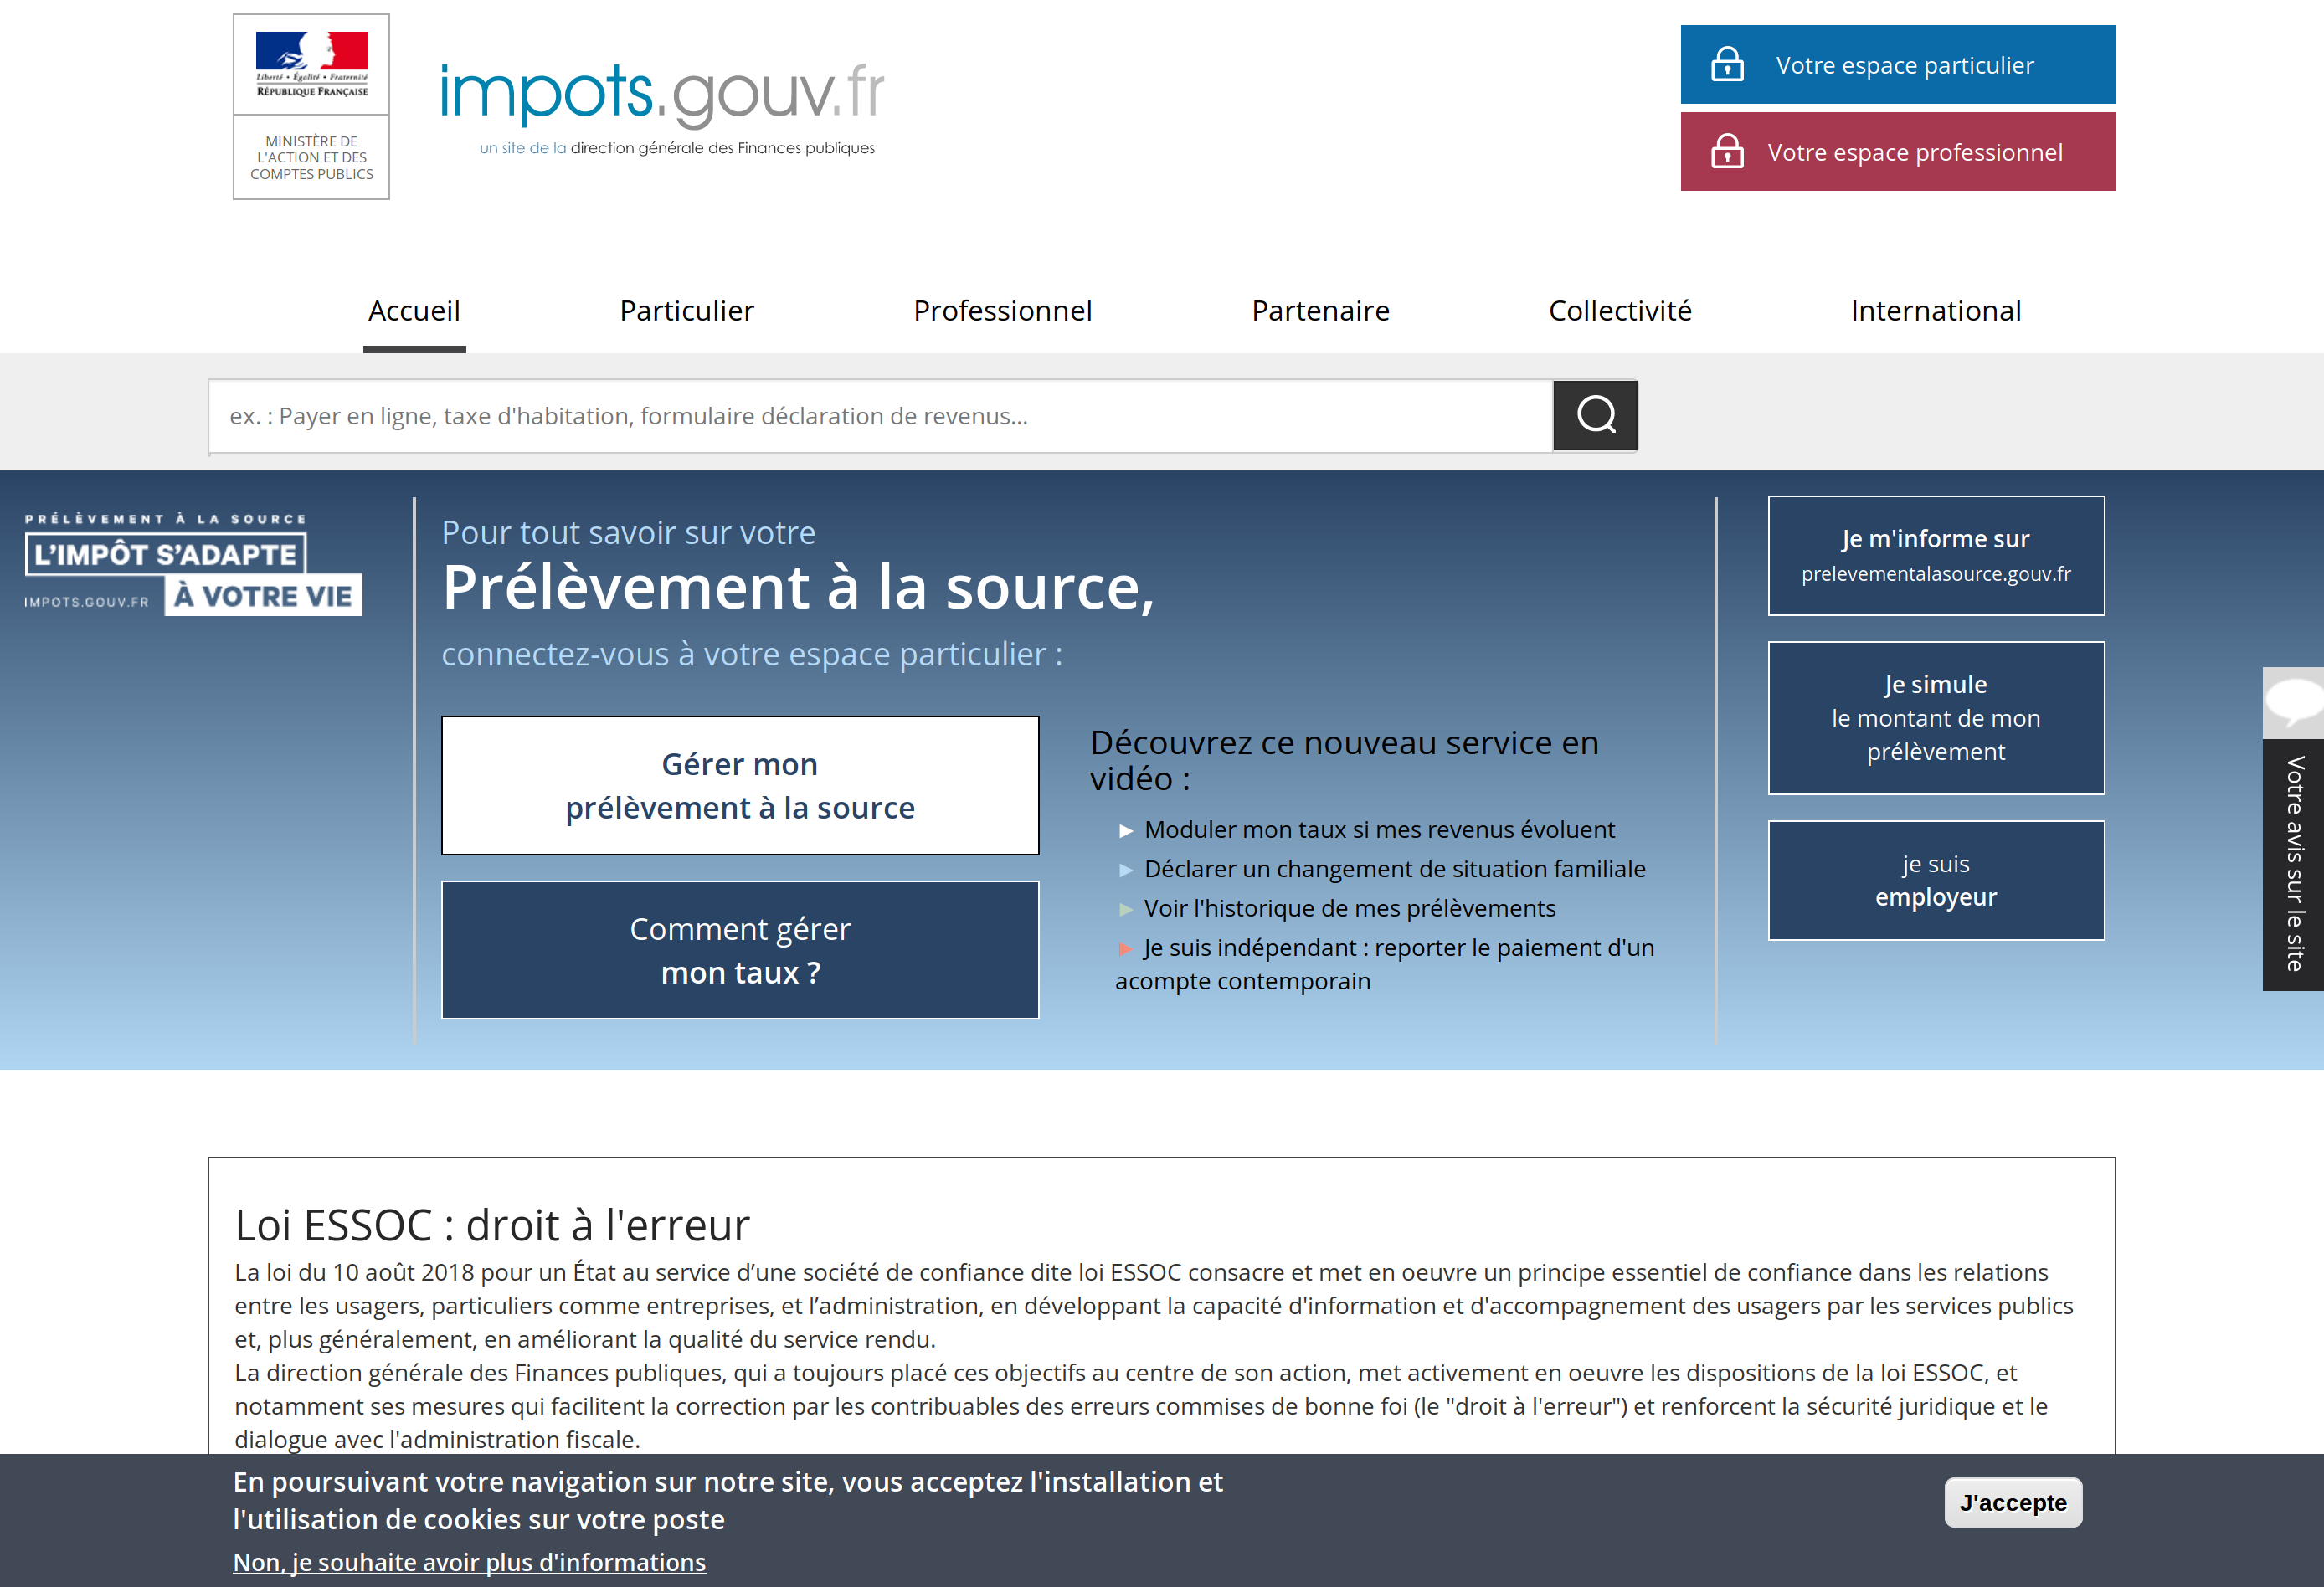 Liberté • Égalité • Fraternité
RÉPUBLIQUE FRANÇAISE
MINISTÈRE DE
L'ACTION ET DES
COMPTES PUBLICS
impots.gouv.fr
un site de la direction générale des Finances publiques
Votre espace particulier
Votre espace professionnel
Accueil
Particulier
Professionnel
Partenaire
Collectivité
International
ex. : Payer en ligne, taxe d'habitation, formulaire déclaration de revenus...
PRÉLÈVEMENT À LA SOURCE
L'IMPÔT S'ADAPTE
IMPOTS.GOUV.FR
À VOTRE VIE
Pour tout savoir sur votre
Prélèvement à la source,
connectez-vous à votre espace particulier :
Gérer mon
prélèvement à la source
Comment gérer
mon taux ?
Découvrez ce nouveau service en
vidéo :
► Moduler mon taux si mes revenus évoluent
► Déclarer un changement de situation familiale
► Voir l'historique de mes prélèvements
► Je suis indépendant : reporter le paiement d'un
acompte contemporain
Je m'informe sur
prelevementalasource.gouv.fr
Je simule
le montant de mon
prélèvement
je suis
employeur
Votre avis sur le site
Loi ESSOC : droit à l'erreur
La loi du 10 août 2018 pour un État au service d’une société de confiance dite loi ESSOC consacre et met en oeuvre un principe essentiel de confiance dans les relations
entre les usagers, particuliers comme entreprises, et l’administration, en développant la capacité d'information et d'accompagnement des usagers par les services publics
et, plus généralement, en améliorant la qualité du service rendu.
La direction générale des Finances publiques, qui a toujours placé ces objectifs au centre de son action, met activement en oeuvre les dispositions de la loi ESSOC, et
notamment ses mesures qui facilitent la correction par les contribuables des erreurs commises de bonne foi (le "droit à l'erreur") et renforcent la sécurité juridique et le
dialogue avec l'administration fiscale.
En poursuivant votre navigation sur notre site, vous acceptez l'installation et
l'utilisation de cookies sur votre poste
Non, je souhaite avoir plus d'informations
J'accepte